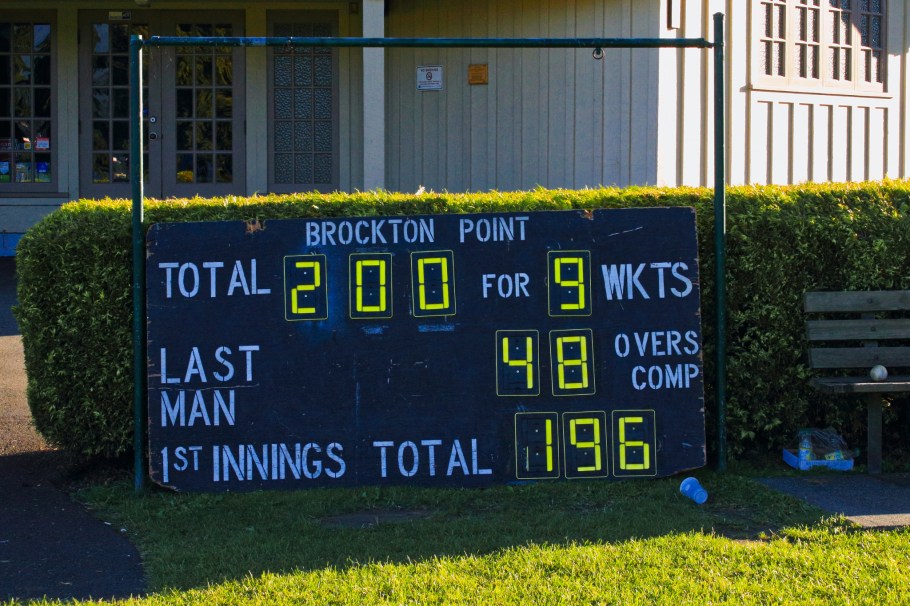 BROCKTON POINT
TOTAL 200 FOR 9 WKTS
LAST MAN
48 OVERS COMP
1ST INNINGS TOTAL 196